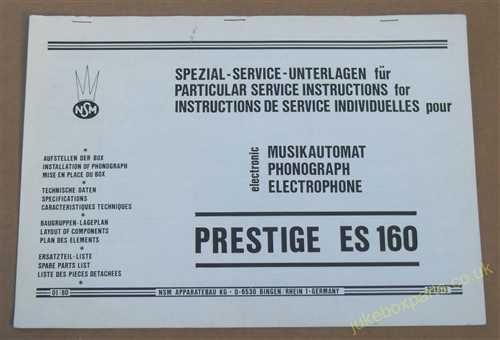 NSM
SPEZIAL-SERVICE-UNTERLAGEN für
PARTICULAR SERVICE INSTRUCTIONS for
INSTRUCTIONS DE SERVICE INDIVIDUELLES pour
electronic
MUSIKAUTOMAT
PHONOGRAPH
ELECTROPHONE
PRESTIGE ES 160
AUFSTELLEN DER BOX
INSTALLATION OF PHONOGRAPH
MISE EN PLACE DU BOX
TECHNISCHE DATEN
SPECIFICATIONS
CARACTERISTIQUES TECHNIQUES
BAUGRUPPEN-LAGEPLAN
LAYOUT OF COMPONENTS
PLAN DES ELEMENTS
ERSATZTEIL-LISTE
SPARE PARTS LIST
LISTE DES PIECES DETACHEES
01/80
NSM APPARATEBAU KG · D-6530 BINGEN/RHEIN 1-GERMANY
jukeboxparts.co.uk